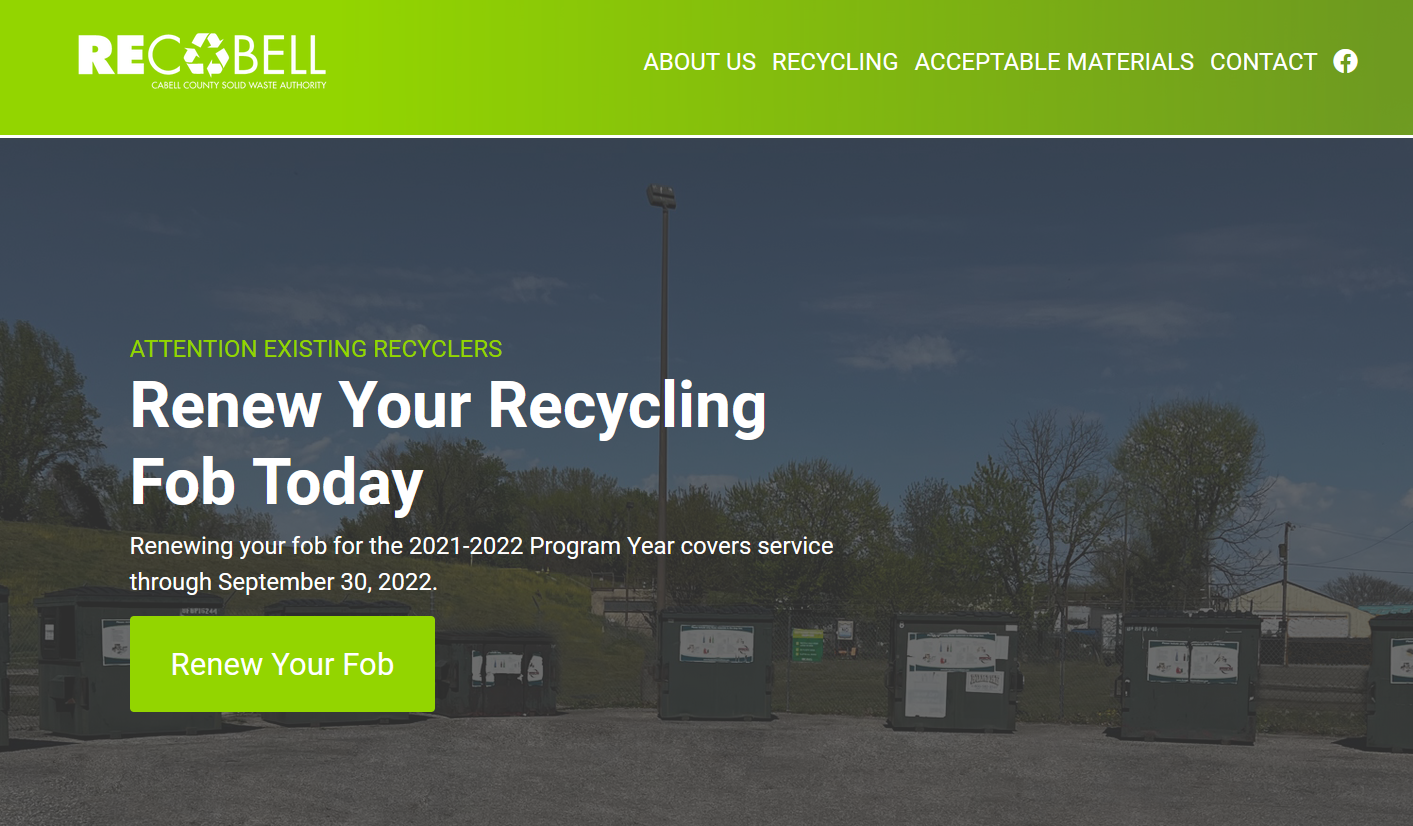 RECABELL
CABELL COUNTY SOLID WASTE AUTHORITY
ABOUT US RECYCLING ACCEPTABLE MATERIALS CONTACT
ATTENTION EXISTING RECYCLERS
Renew Your Recycling
Fob Today
Renewing your fob for the 2021-2022 Program Year covers service
through September 30, 2022.
Renew Your Fob